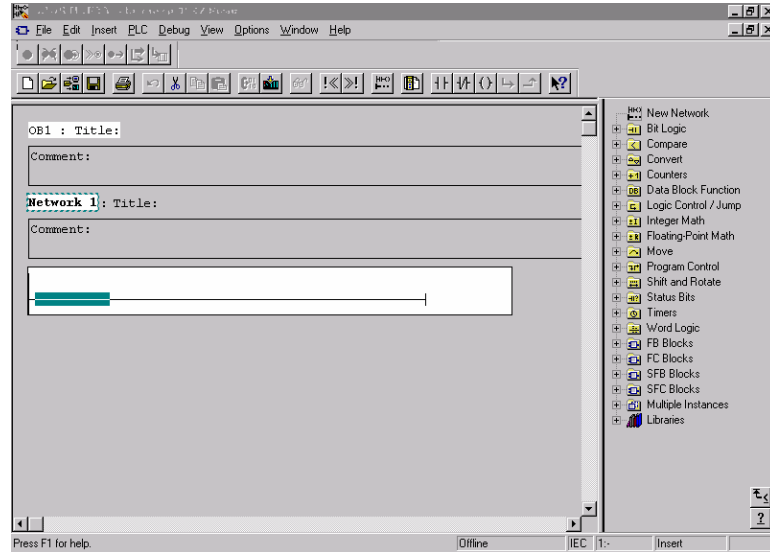 File Edit Insert PLC Debug View Options Window Help
OB1 : Title:
Comment:
Network 1: Title:
Comment:
New Network
Bit Logic
Compare
Convert
Counters
Data Block Function
Logic Control / Jump
Integer Math
Floating-Point Math
Move
Program Control
Shift and Rotate
Status Bits
Timers
Word Logic
FB Blocks
FC Blocks
SFB Blocks
SFC Blocks
Multiple Instances
Libraries
Press F1 for help.
Offline
IEC
1:-
Insert